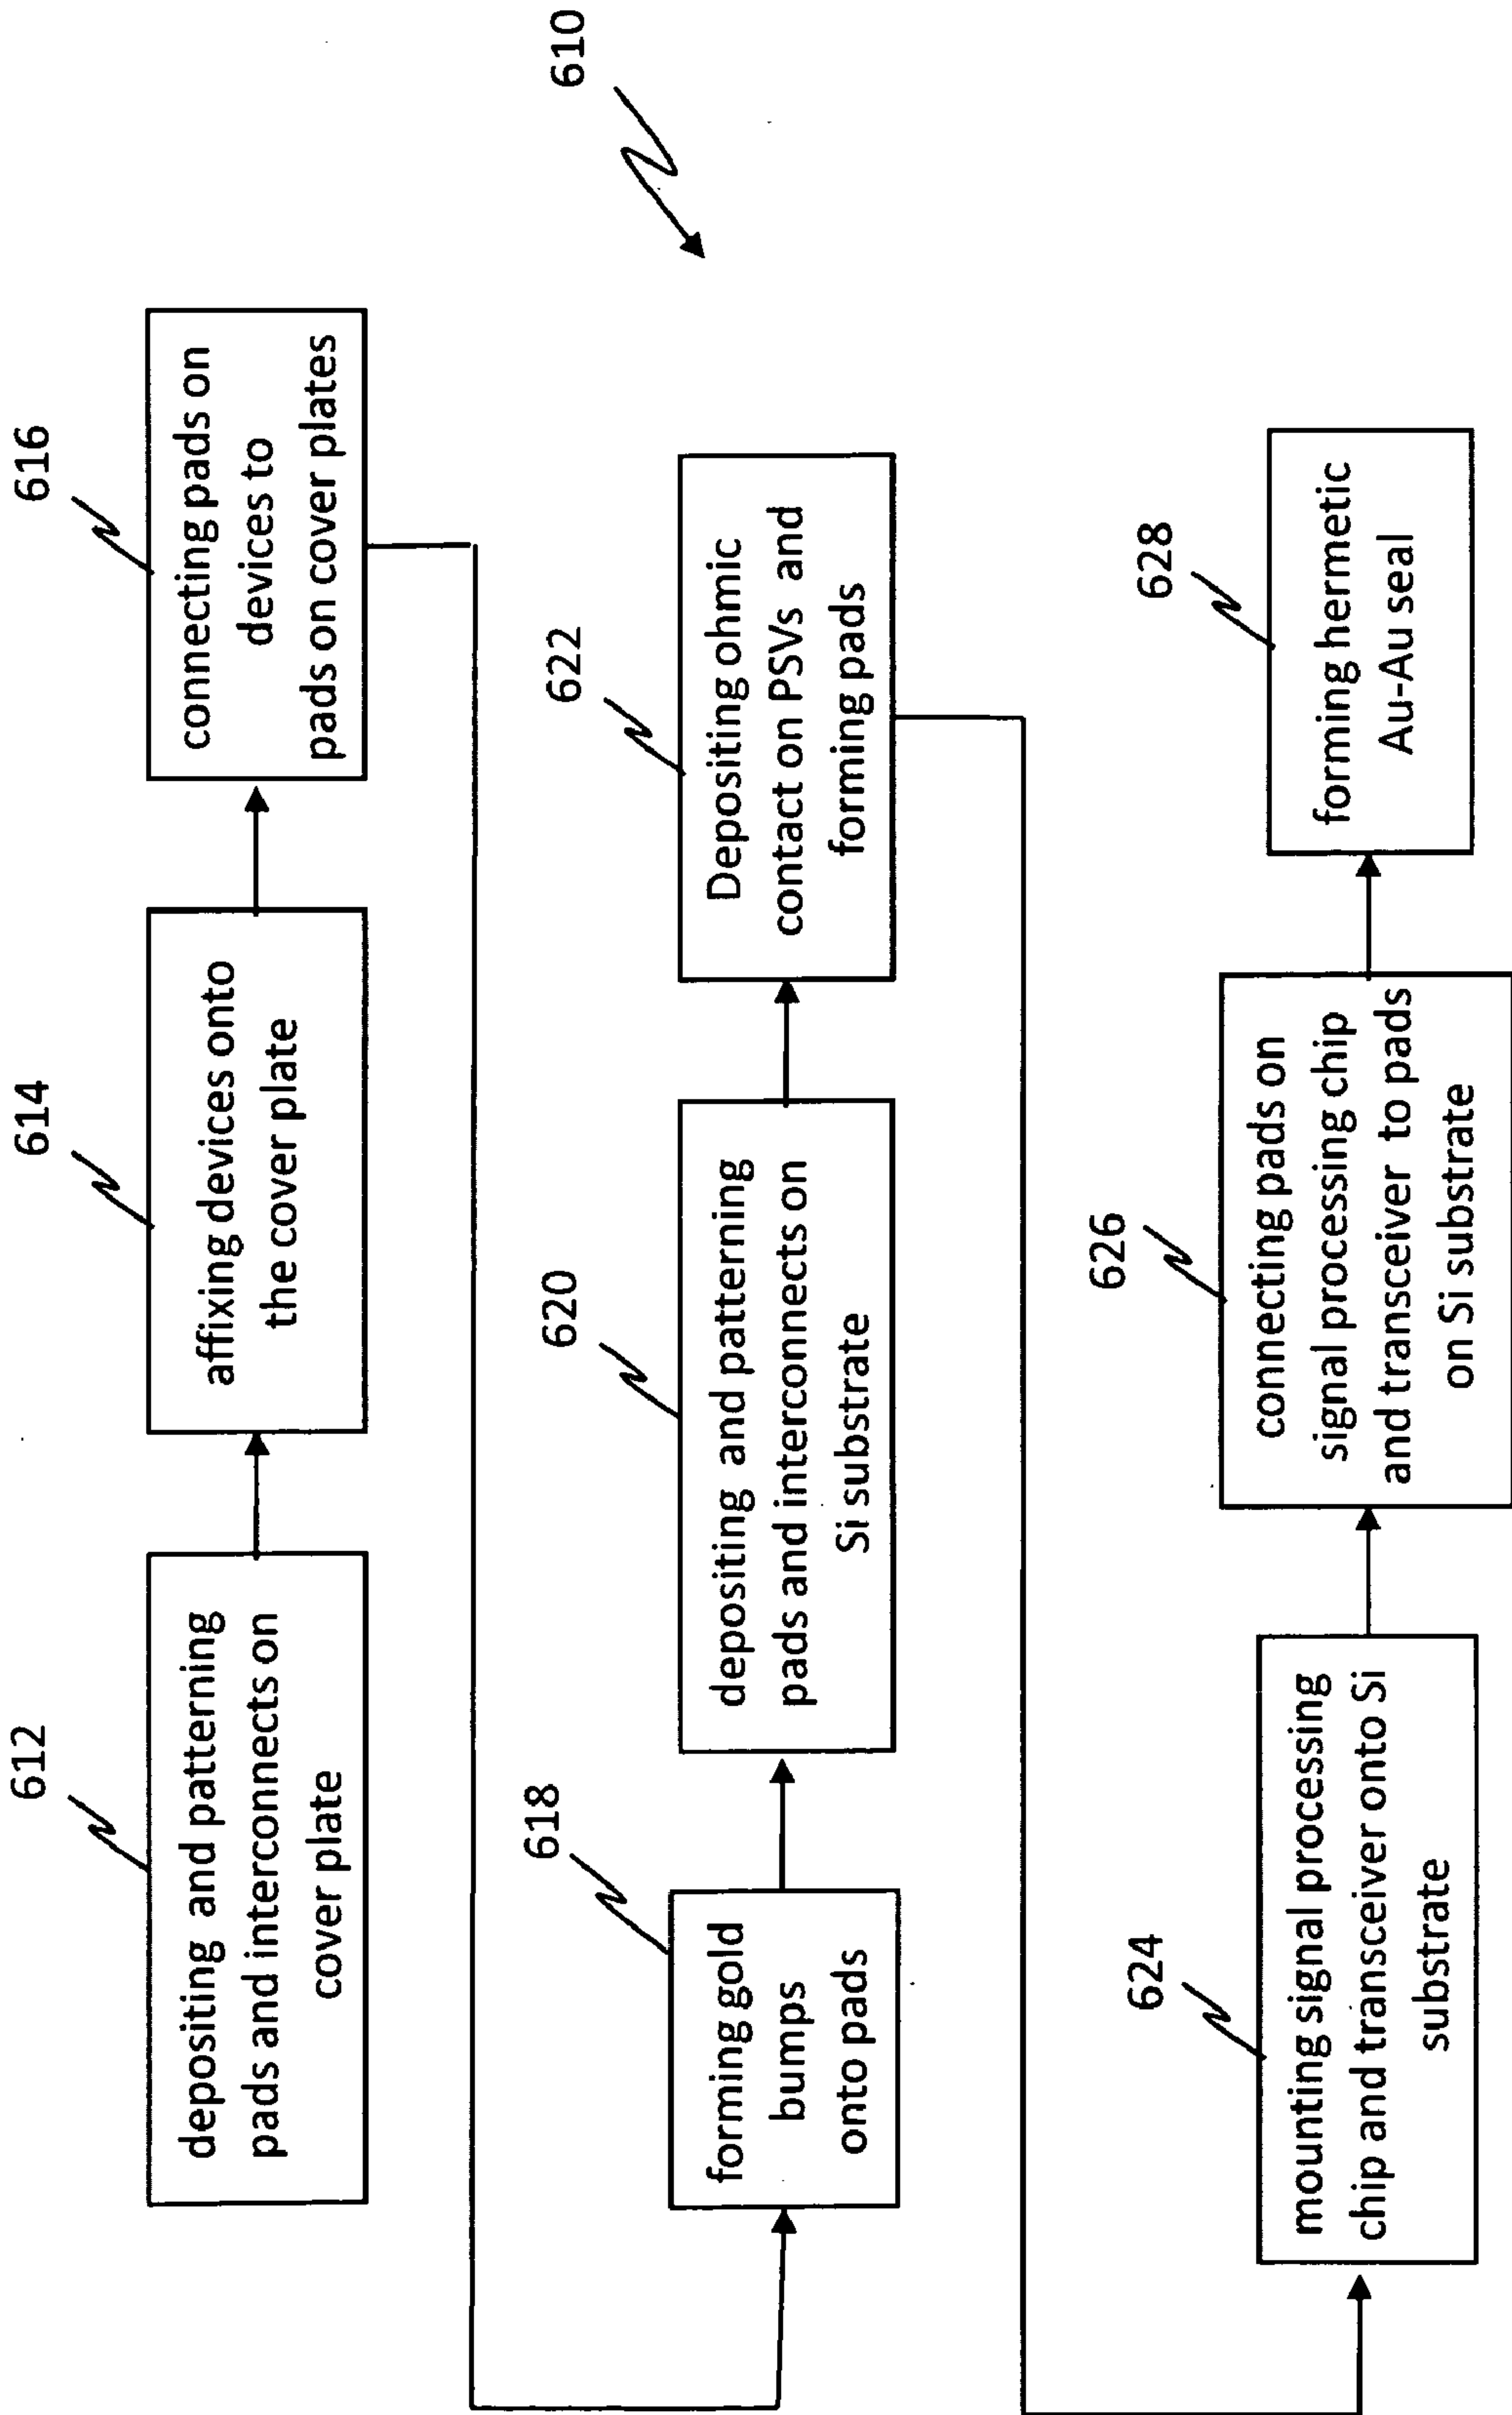 610
612
depositing and patterning
pads and interconnects on
cover plate
614
affixing devices onto
the cover plate
616
connecting pads on
devices to
pads on cover plates
618
forming gold
bumps
onto pads
620
depositing and patterning
pads and interconnects on
Si substrate
622
Depositing ohmic
contact on PSVs and
forming pads
624
mounting signal processing
chip and transceiver onto Si
substrate
626
connecting pads on
signal processing chip
and transceiver to pads
on Si substrate
628
forming hermetic
Au-Au seal